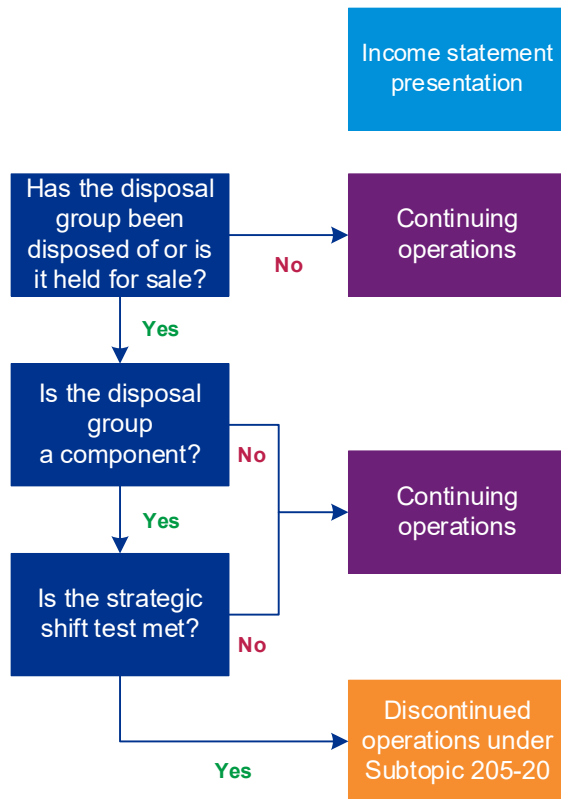 Income statement
presentation
Has the disposal
group been
disposed of or is
it held for sale?
No
Continuing
operations
Yes
Is the disposal
group
a component?
No
Continuing
operations
Yes
Is the strategic
shift test met?
No
Yes
Discontinued
operations under
Subtopic 205-20